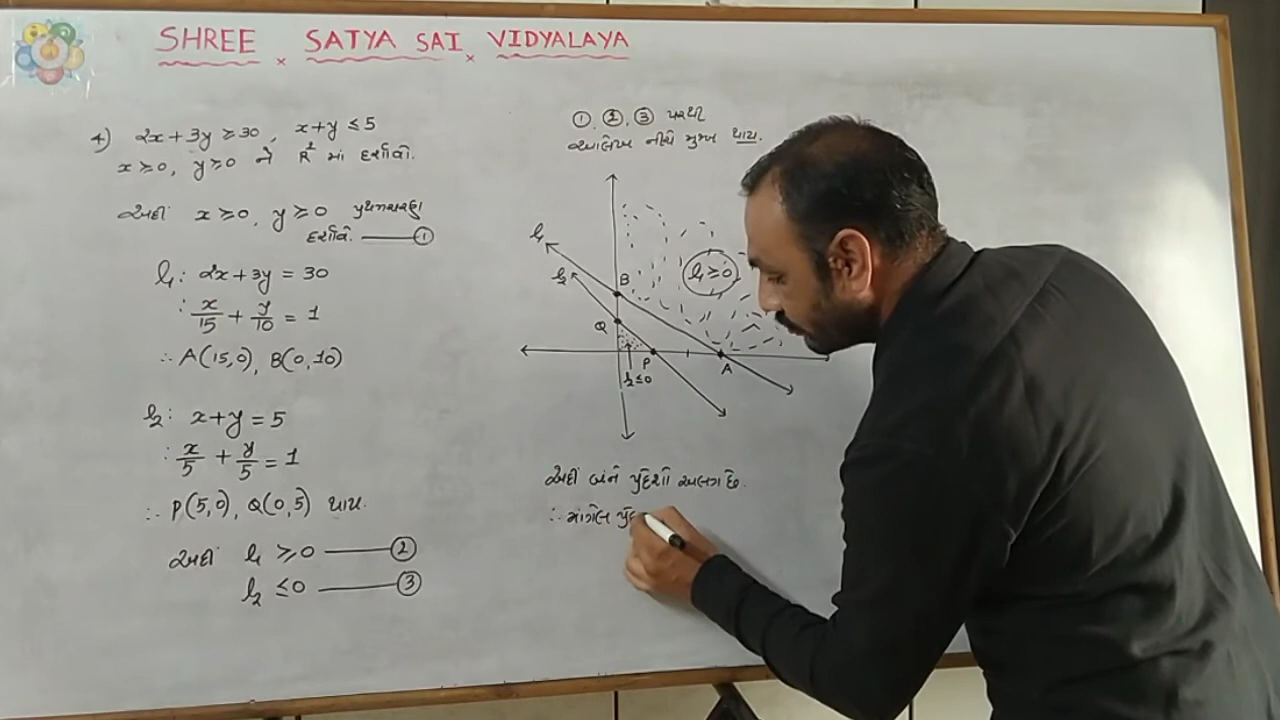 SHREE SATYA SAI VIDYALAYA
4) 2x + 3y ≥ 30, x + y ≤ 5
x ≥ 0, y ≥ 0 ને R² માં દર્શાવો.
અહીં x ≥ 0, y ≥ 0 પ્રથમચરણ
દર્શાવે. —— ①
l₁ : 2x + 3y = 30
∴ x/15 + y/10 = 1
∴ A(15,0), B(0,10)
l₂ : x + y = 5
∴ x/5 + y/5 = 1
∴ P(5,0), Q(0,5) થાય.
અહીં l₁ ≥ 0 —— ②
l₂ ≤ 0 —— ③
①, ②, ③ પરથી
આલેખ નીચે મુજબ થાય.
l₁
l₂
B
l₁ ≥ 0
Q
P
A
l₂ ≤ 0
અહીં બંને પ્રદેશો અલગ છે.
∴ માંગેલ પ્રદ